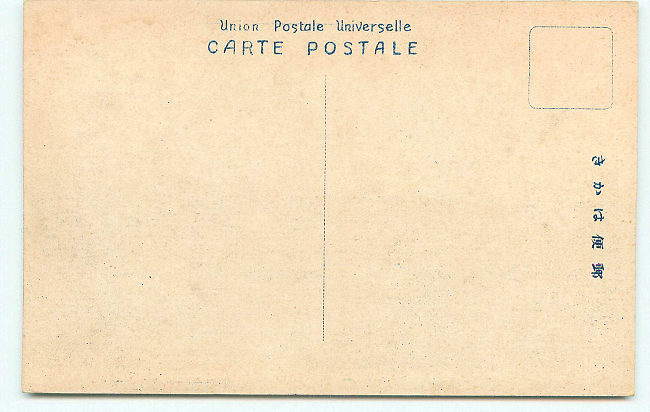 Union Postale Universelle
CARTE POSTALE
郵便はかき